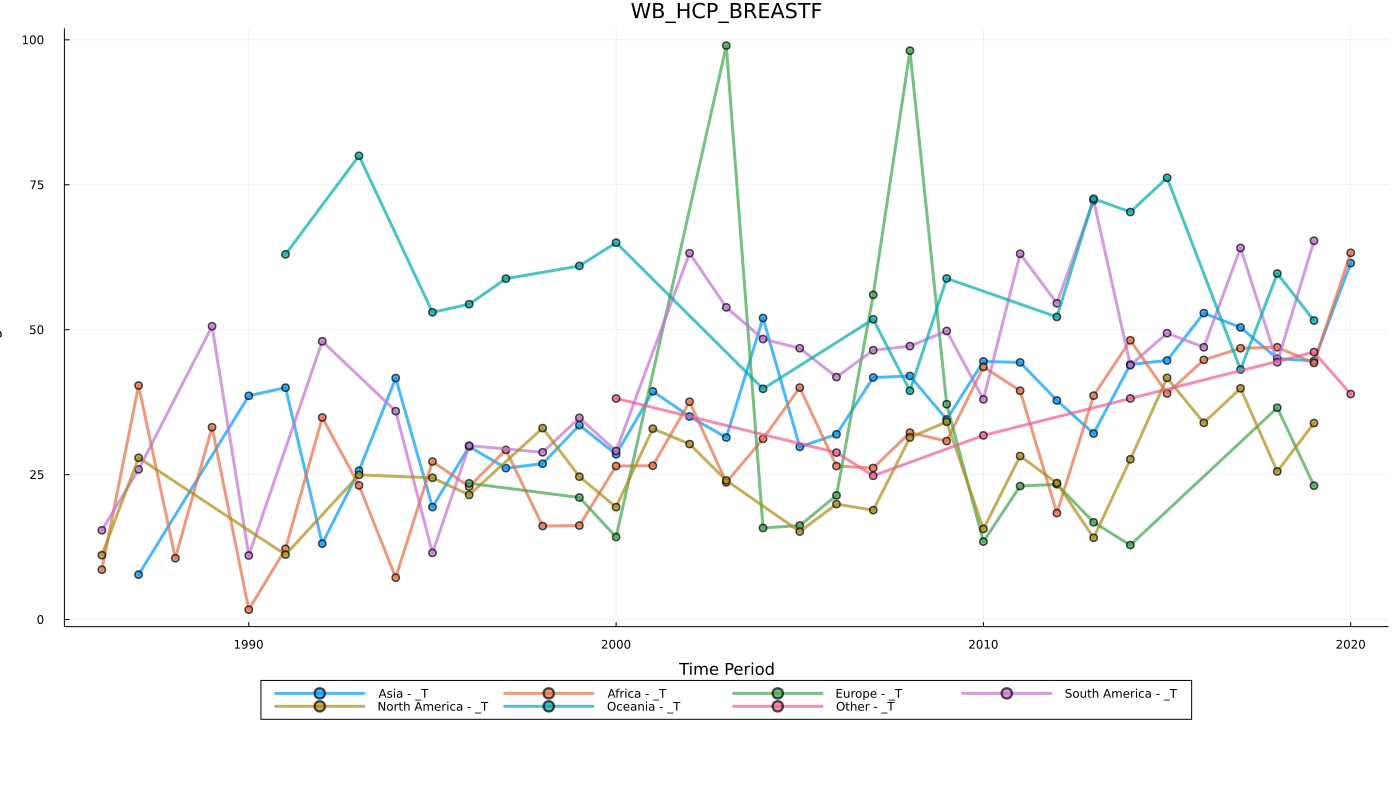 WB_HCP_BREASTF
100
75
50
25
0
1990 2000 2010 2020
Time Period
Asia - _T Africa - _T Europe - _T South America - _T
North America - _T Oceania - _T Other - _T